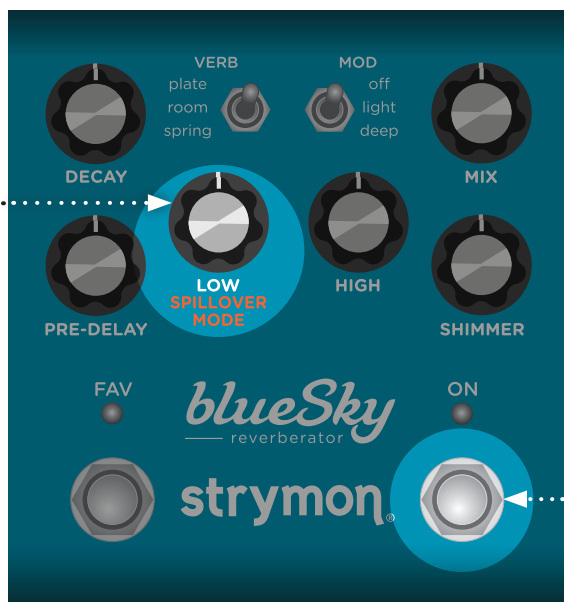 VERB
MOD
plate
room
spring
off
light
deep
DECAY
MIX
LOW
SPILLOVER
MODE
HIGH
PRE-DELAY
SHIMMER
FAV
ON
blueSky
reverberator
strymon®